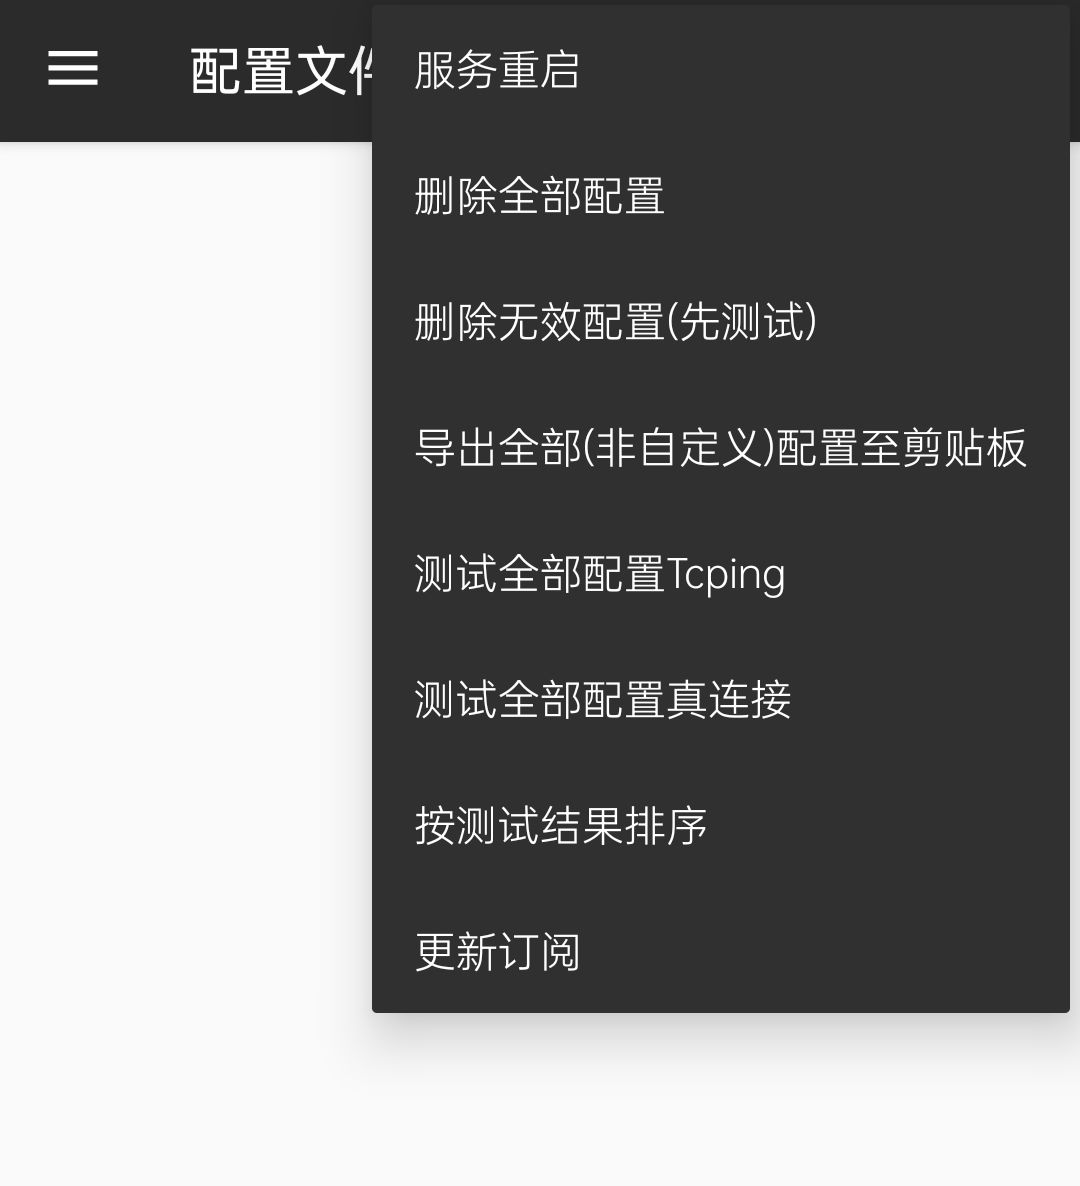 配置文件
服务重启
删除全部配置
删除无效配置(先测试)
导出全部(非自定义)配置至剪贴板
测试全部配置Tcping
测试全部配置真连接
按测试结果排序
更新订阅